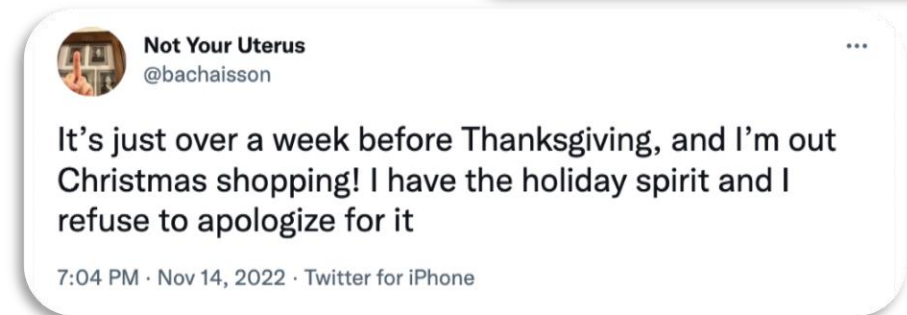 Not Your Uterus
@bachaisson
It’s just over a week before Thanksgiving, and I’m out
Christmas shopping! I have the holiday spirit and I
refuse to apologize for it
7:04 PM · Nov 14, 2022 · Twitter for iPhone